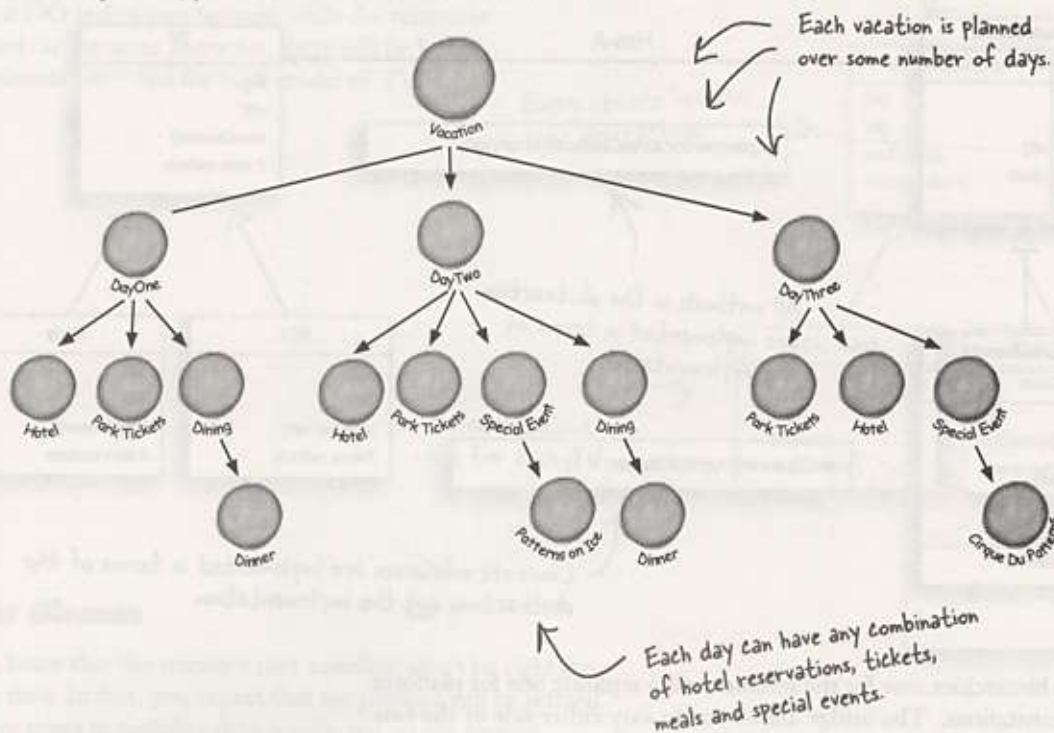 Each vacation is planned
over some number of days.
Vacation
DayOne
DayTwo
DayThree
Hotel
Park Tickets
Dining
Hotel
Park Tickets
Special Event
Dining
Park Tickets
Hotel
Special Event
Dinner
Patterns on Ice
Dinner
Cirque Du Patterns
Each day can have any combination
of hotel reservations, tickets,
meals and special events.